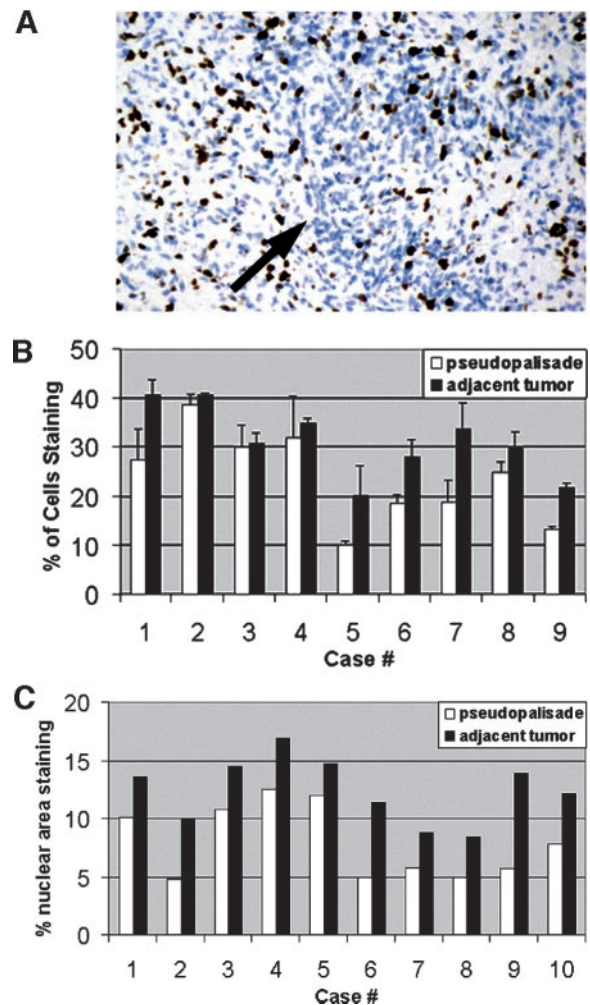 A
B
% of Cells Staining
50
40
30
20
10
0
pseudopalisade
adjacent tumor
1 2 3 4 5 6 7 8 9
Case #
C
% nuclear area staining
20
15
10
5
0
pseudopalisade
adjacent tumor
1 2 3 4 5 6 7 8 9 10
Case #